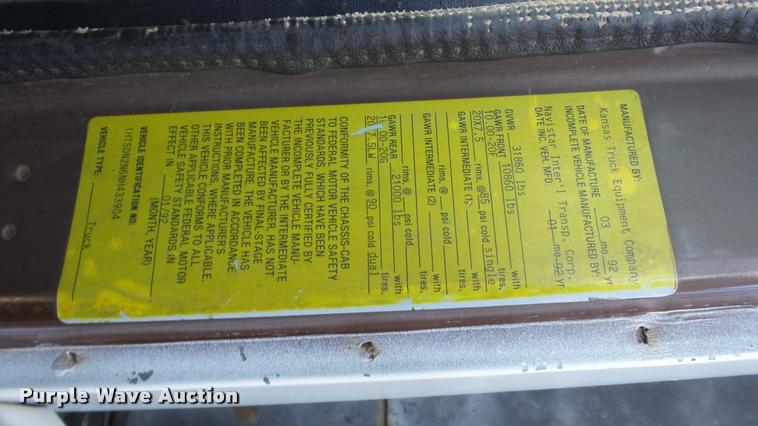 MANUFACTURED BY:
Kansas Truck Equipment Company
DATE OF MANUFACTURE 03 mo 92 yr
INCOMPLETE VEHICLE MANUFACTURED BY:
Navistar Inter'l Transp. Corp.
DATE INC. VEH. MFD. 01 mo 92 yr
GVWR 31860 lbs
GAWR FRONT 10860 lbs with
10.00-20F tires,
20X7.5 rims, @85 psi cold single
GAWR INTERMEDIATE (1) with
tires,
rims, @ psi cold
GAWR INTERMEDIATE (2) with
tires,
rims, @ psi cold
GAWR REAR 21000 lbs with
.00-20G tires,
7.5LW rims, @90 psi cold dual
CONFORMITY OF THE CHASSIS-CAB
TO FEDERAL MOTOR VEHICLE SAFETY
STANDARDS, WHICH HAVE BEEN
PREVIOUSLY FULLY CERTIFIED BY
THE INCOMPLETE VEHICLE MANU-
FACTURER OR BY THE INTERMEDIATE
VEHICLE MANUFACTURER, HAS NOT
BEEN AFFECTED BY FINAL-STAGE
MANUFACTURE. THE VEHICLE HAS
BEEN COMPLETED IN ACCORDANCE
WITH PRIOR MANUFACTURER'S
INSTRUCTIONS, WHERE APPLICABLE.
THIS VEHICLE CONFORMS TO ALL
OTHER APPLICABLE FEDERAL MOTOR
VEHICLE SAFETY STANDARDS IN
EFFECT IN 01/92
(MONTH, YEAR)
VEHICLE IDENTIFICATION NO:
1HTSDN2N6NH433904
VEHICLE TYPE: Truck
Purple Wave Auction